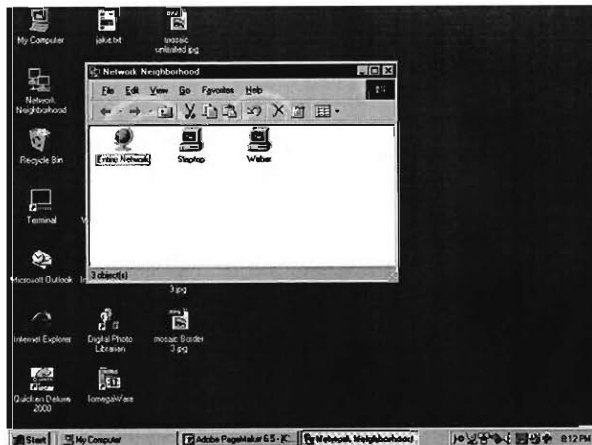 My Computer
jake.txt
mosaic
unlimited.jpg
Network
Neighborhood
Recycle Bin
Terminal
Microsoft Outlook
Internet Explorer
Quicken Deluxe
2000
Digital Photo
Librarian
IomegaWare
3.jpg
mosaic Border
3.jpg
Network Neighborhood
File Edit View Go Favorites Help
Entire Network
Staptop
Weber
3 object(s)
Start
My Computer
Adobe PageMaker 6.5 -
Network Neighborhood
8:12 PM